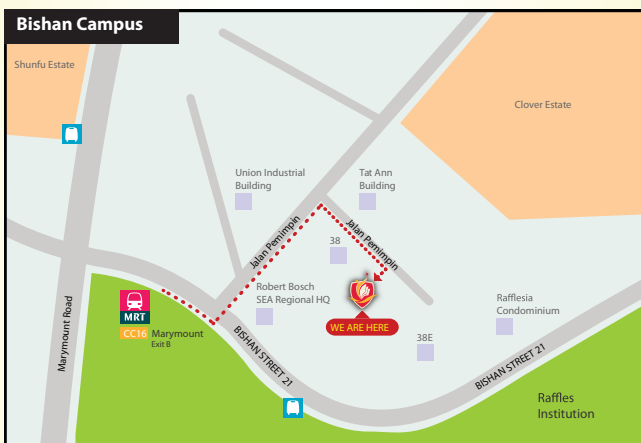 Bishan Campus
Shunfu Estate
Clover Estate
Union Industrial
Building
Tat Ann
Building
Jalan Pemimpin
Jalan Pemimpin
38
Robert Bosch
SEA Regional HQ
MRT
CC16
Marymount
Exit B
WE ARE HERE
Rafflesia
Condominium
38E
Marymount Road
BISHAN STREET 21
BISHAN STREET 21
Raffles
Institution